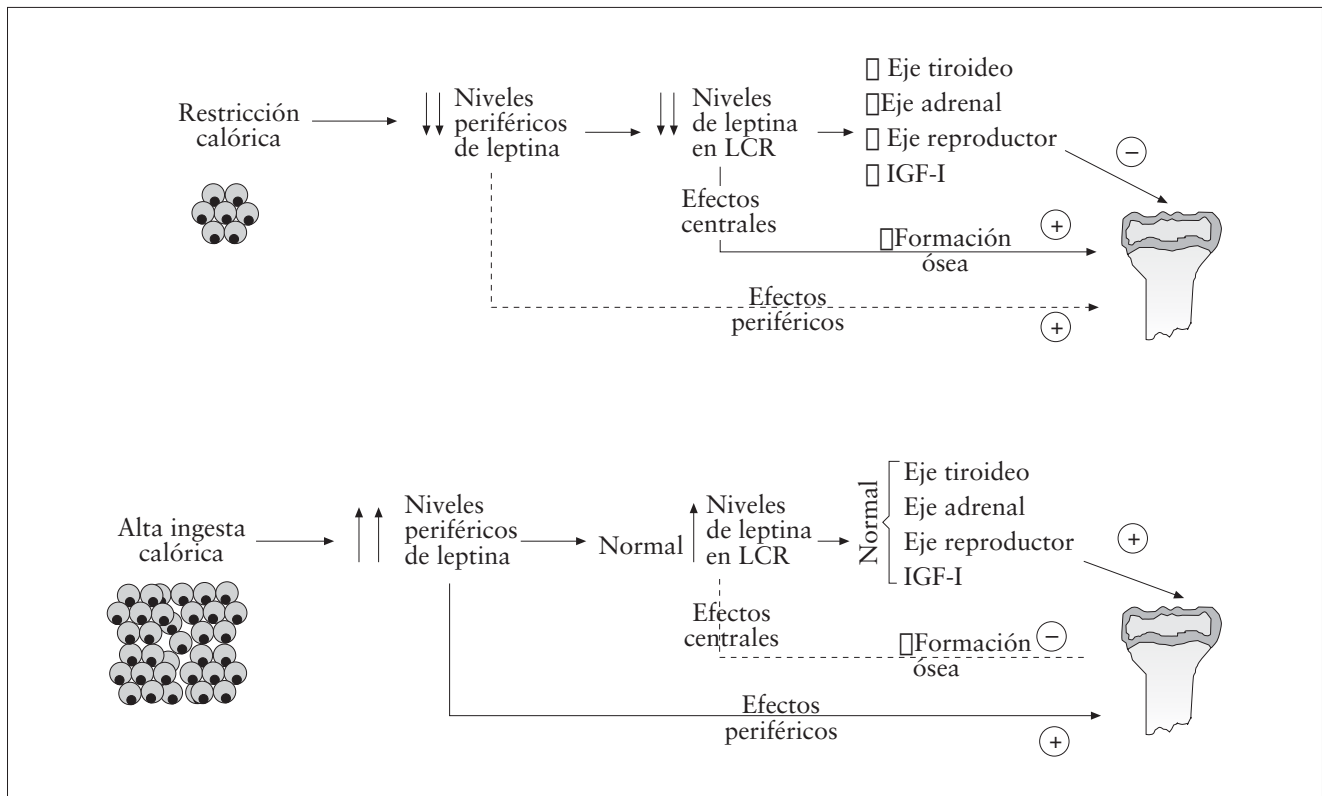 Restricción
calórica
Niveles
periféricos
de leptina
Niveles
de leptina
en LCR
Eje tiroideo
Eje adrenal
Eje reproductor
IGF-I
−
Efectos
centrales
Formación
ósea
+
Efectos
periféricos
+
Alta ingesta
calórica
Niveles
periféricos
de leptina
Normal
Niveles
de leptina
en LCR
Normal
Eje tiroideo
Eje adrenal
Eje reproductor
IGF-I
+
Efectos
centrales
Formación
ósea
−
Efectos
periféricos
+